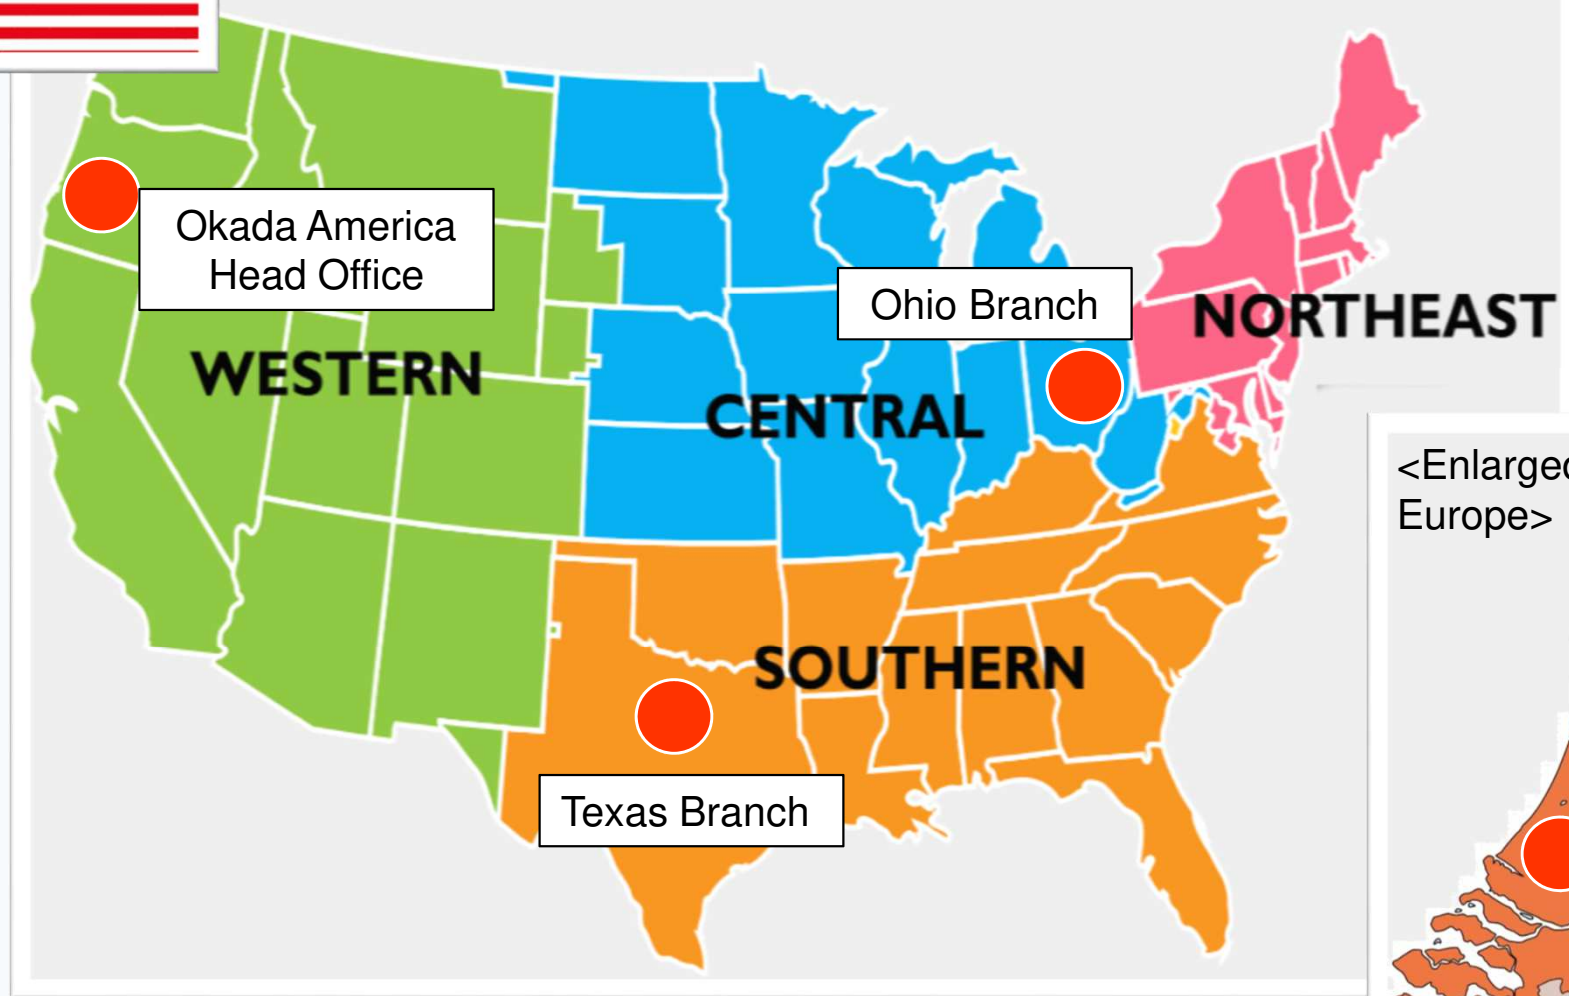 Okada America
Head Office
Ohio Branch
NORTHEAST
WESTERN
CENTRAL
<Enlarged
Europe>
SOUTHERN
Texas Branch